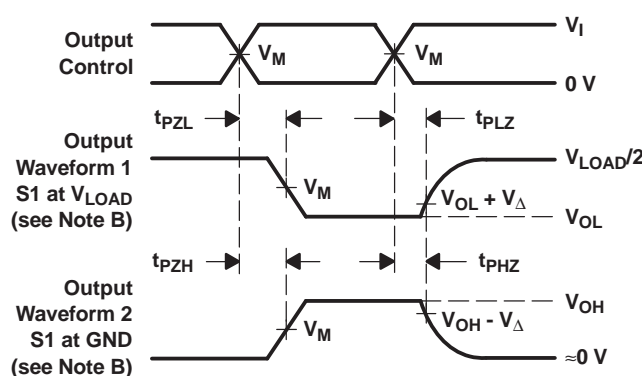 Output
Control
V_M
V_M
V_I
0 V
t_PZL
t_PLZ
Output
Waveform 1
S1 at V_LOAD
(see Note B)
V_M
V_OL + V_Δ
V_LOAD/2
V_OL
t_PZH
t_PHZ
Output
Waveform 2
S1 at GND
(see Note B)
V_M
V_OH - V_Δ
V_OH
≈0 V